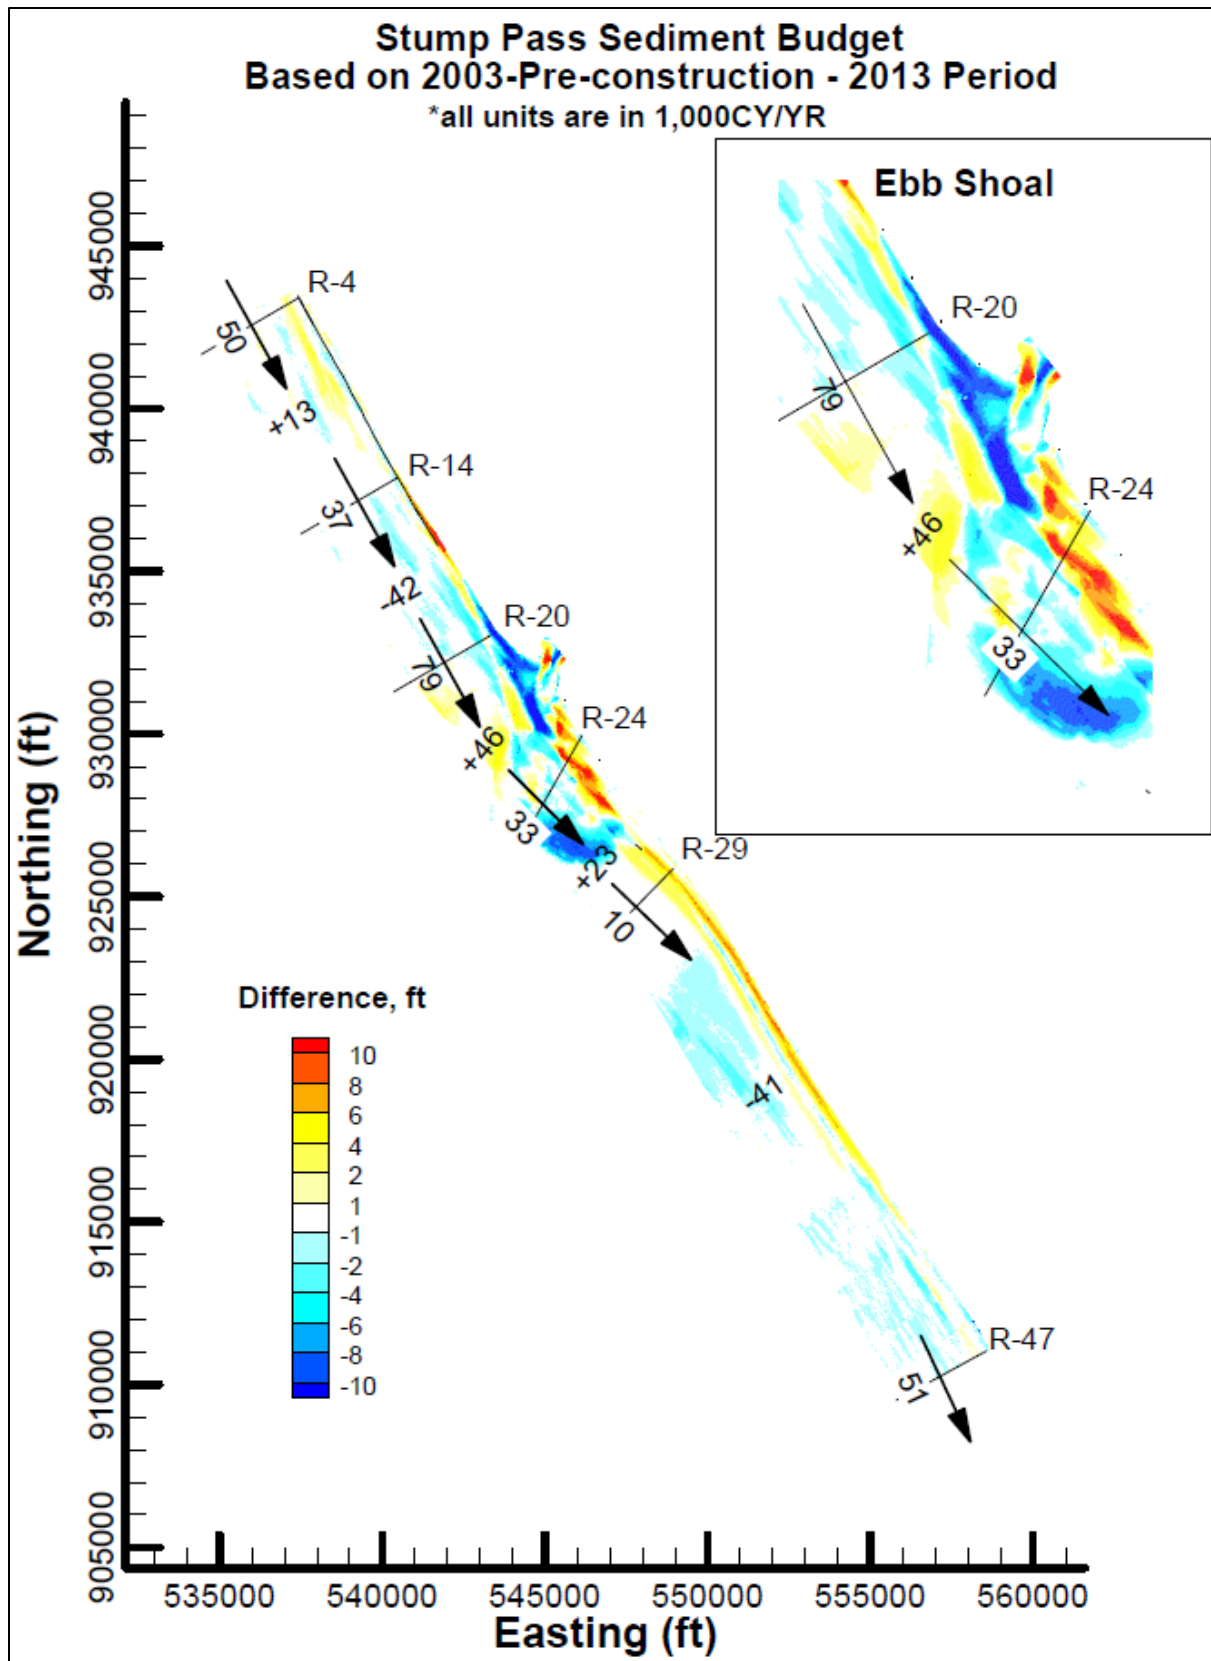 Stump Pass Sediment Budget
Based on 2003-Pre-construction - 2013 Period
*all units are in 1,000CY/YR
Ebb Shoal
R-20
79
R-24
+46
33
R-4
50
+13
R-14
37
-42
R-20
79
R-24
+46
33
+23
R-29
10
-41
R-47
51
Difference, ft
10
8
6
4
2
1
-1
-2
-4
-6
-8
-10
Northing (ft)
945000
940000
935000
930000
925000
920000
915000
910000
905000
535000 540000 545000 550000 555000 560000
Easting (ft)